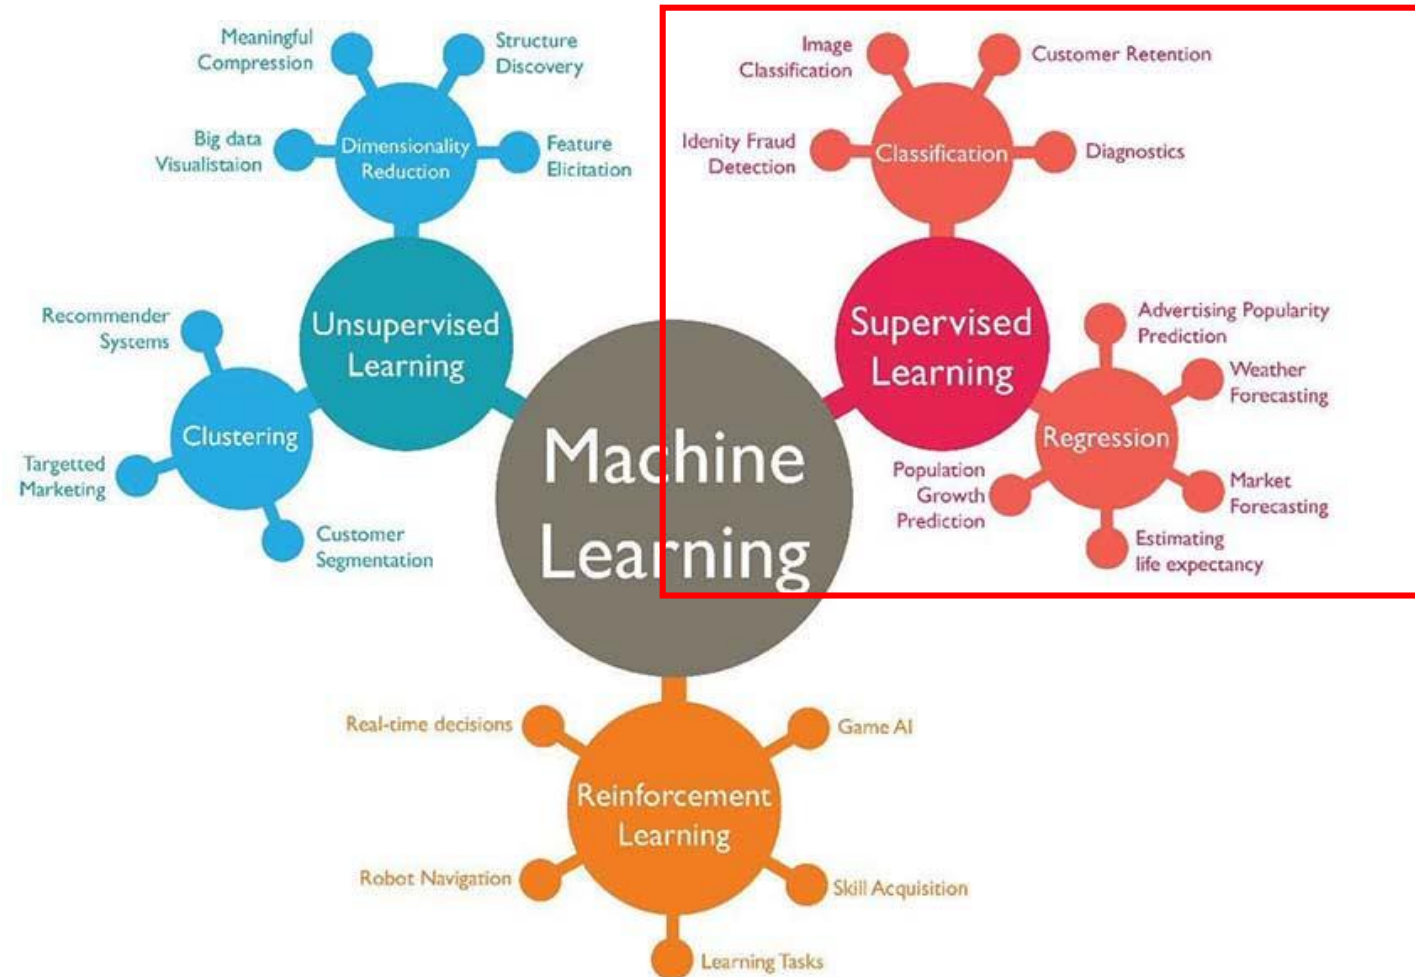 Meaningful
Compression
Structure
Discovery
Big data
Visualistaion
Dimensionality
Reduction
Feature
Elicitation
Image
Classification
Customer Retention
Idenity Fraud
Detection
Classification
Diagnostics
Recommender
Systems
Unsupervised
Learning
Supervised
Learning
Advertising Popularity
Prediction
Weather
Forecasting
Clustering
Regression
Targetted
Marketing
Customer
Segmentation
Machine
Learning
Population
Growth
Prediction
Market
Forecasting
Estimating
life expectancy
Real-time decisions
Game AI
Reinforcement
Learning
Robot Navigation
Skill Acquisition
Learning Tasks